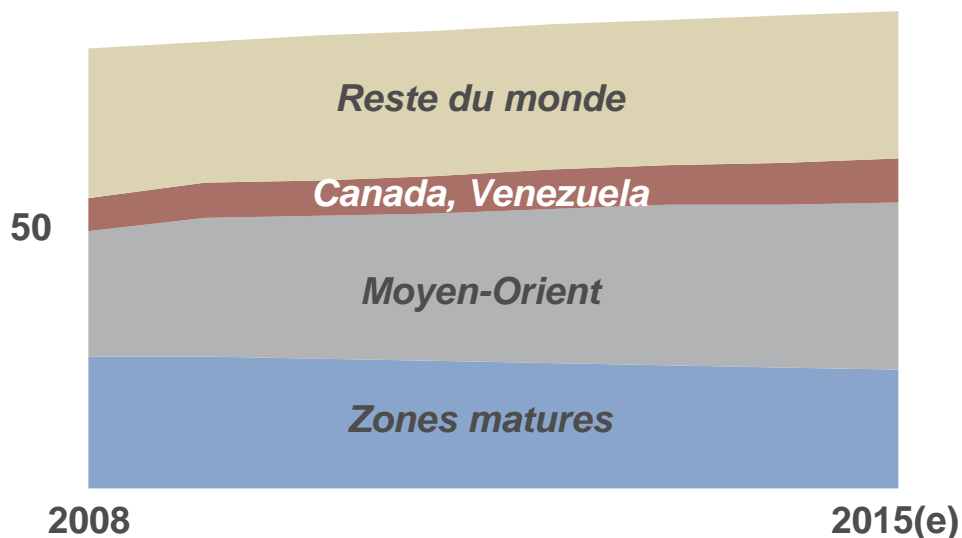 Reste du monde
Canada, Venezuela
50
Moyen-Orient
Zones matures
2008
2015(e)